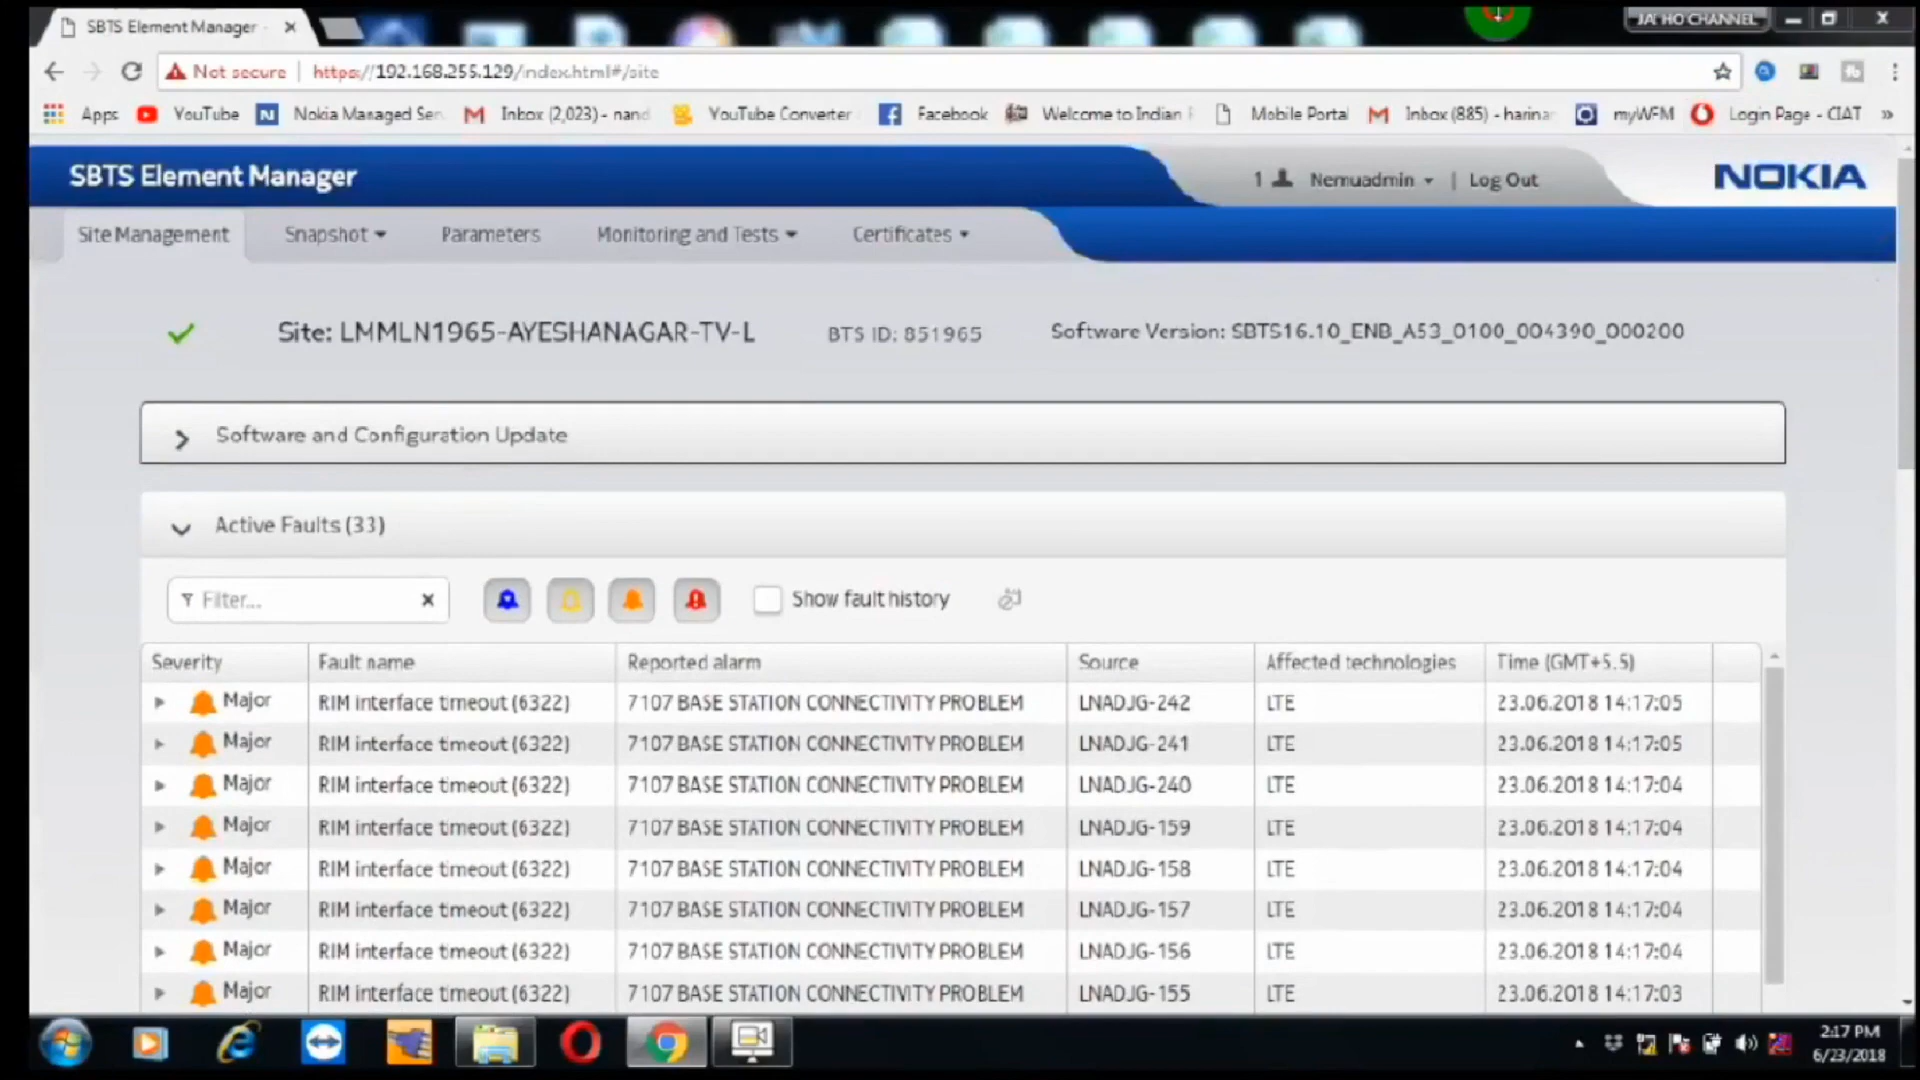 SBTS Element Manager
JAI HO CHANNEL
Not secure https://192.168.255.129/index.html#/site
Apps YouTube Nokia Managed Ser Inbox (2,023) - nand YouTube Converter Facebook Welcome to Indian Mobile Portal Inbox (885) - harina myWFM Login Page - CIAT »
SBTS Element Manager
1 Nemuadmin | Log Out
NOKIA
Site Management Snapshot Parameters Monitoring and Tests Certificates
Site: LMMLN1965-AYESHANAGAR-TV-L BTS ID: 851965 Software Version: SBTS16.10_ENB_A53_0100_004390_000200
Software and Configuration Update
Active Faults (33)
Filter... Show fault history
Severity Fault name Reported alarm Source Affected technologies Time (GMT+5.5)
Major RIM interface timeout (6322) 7107 BASE STATION CONNECTIVITY PROBLEM LNADJG-242 LTE 23.06.2018 14:17:05
Major RIM interface timeout (6322) 7107 BASE STATION CONNECTIVITY PROBLEM LNADJG-241 LTE 23.06.2018 14:17:05
Major RIM interface timeout (6322) 7107 BASE STATION CONNECTIVITY PROBLEM LNADJG-240 LTE 23.06.2018 14:17:04
Major RIM interface timeout (6322) 7107 BASE STATION CONNECTIVITY PROBLEM LNADJG-159 LTE 23.06.2018 14:17:04
Major RIM interface timeout (6322) 7107 BASE STATION CONNECTIVITY PROBLEM LNADJG-158 LTE 23.06.2018 14:17:04
Major RIM interface timeout (6322) 7107 BASE STATION CONNECTIVITY PROBLEM LNADJG-157 LTE 23.06.2018 14:17:04
Major RIM interface timeout (6322) 7107 BASE STATION CONNECTIVITY PROBLEM LNADJG-156 LTE 23.06.2018 14:17:04
Major RIM interface timeout (6322) 7107 BASE STATION CONNECTIVITY PROBLEM LNADJG-155 LTE 23.06.2018 14:17:03
2:17 PM
6/23/2018